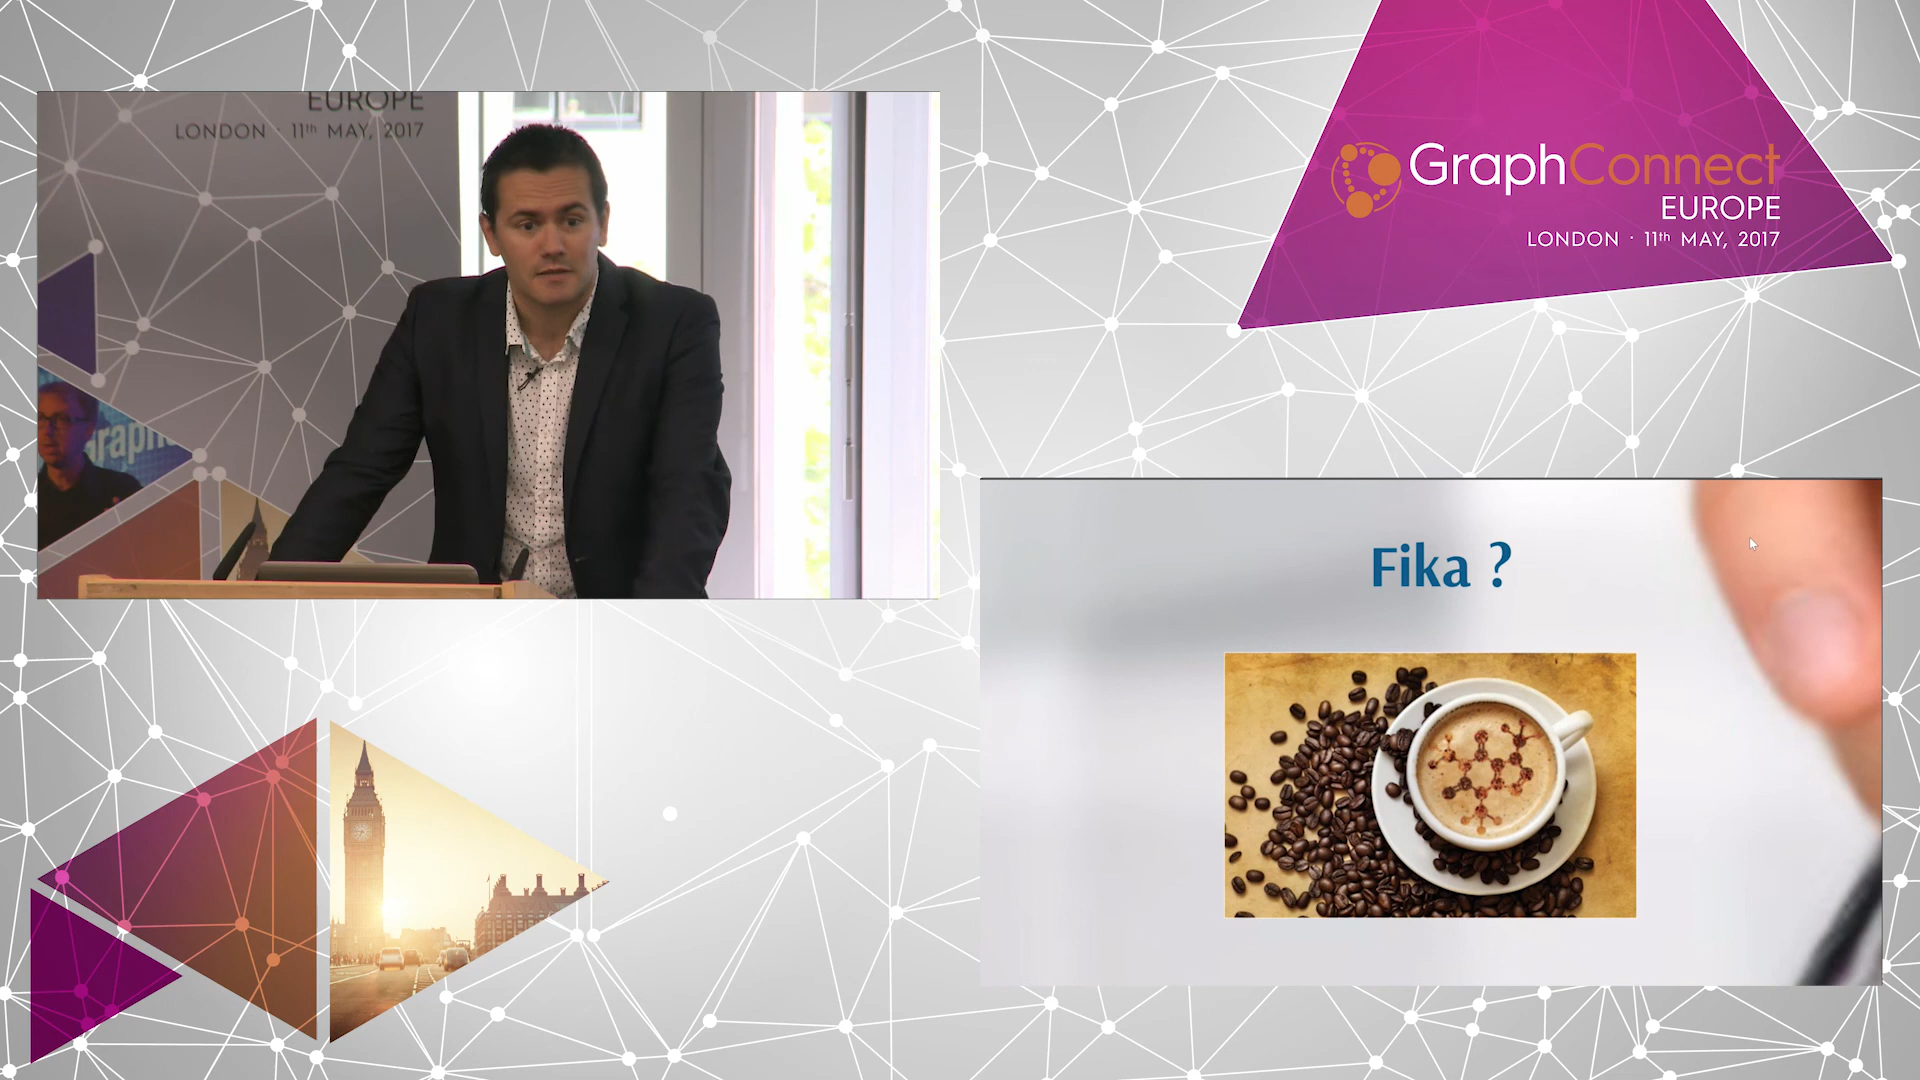 EUROPE
LONDON · 11th MAY, 2017
GraphConnect
EUROPE
LONDON · 11th MAY, 2017
Fika ?